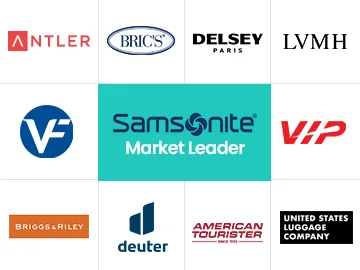 ANTLER
BRIC'S®
DELSEY
PARIS
LVMH
VF
Samsonite®
Market Leader
VIP
BRIGGS & RILEY
deuter
AMERICAN
TOURISTER
SINCE 1933
UNITED STATES
LUGGAGE
COMPANY